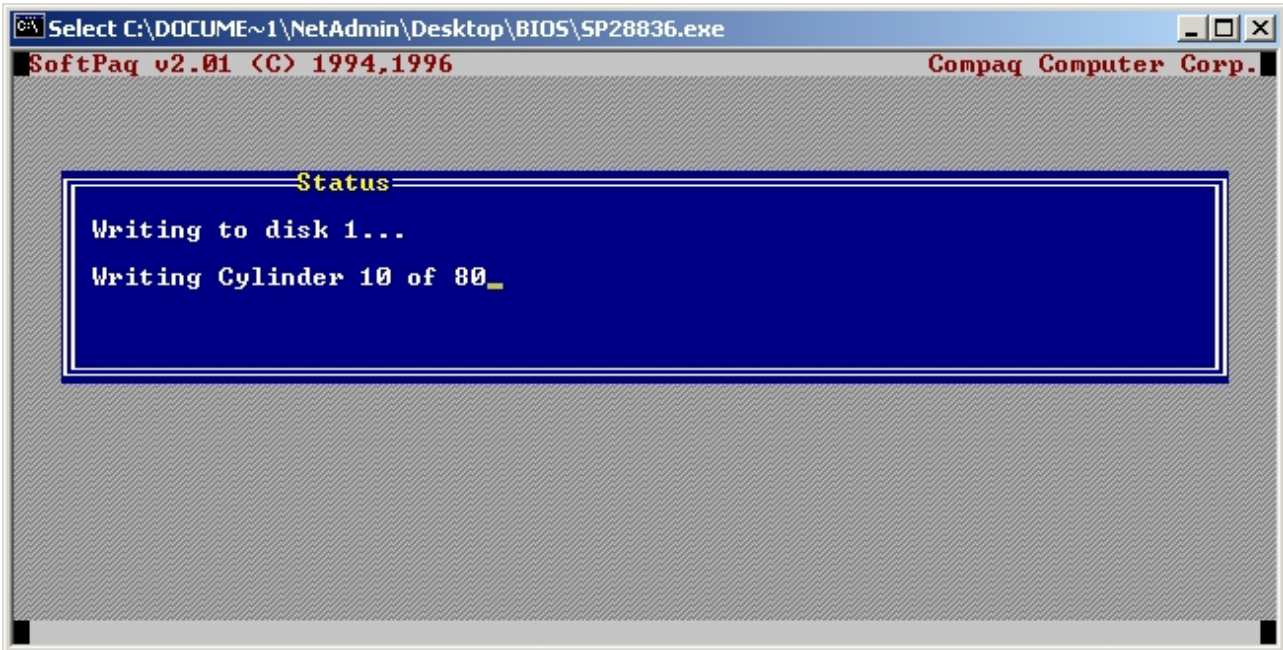 Select C:\DOCUME~1\NetAdmin\Desktop\BIOS\SP28836.exe
SoftPaq v2.01 (C) 1994,1996 Compaq Computer Corp.
Status
Writing to disk 1...
Writing Cylinder 10 of 80_